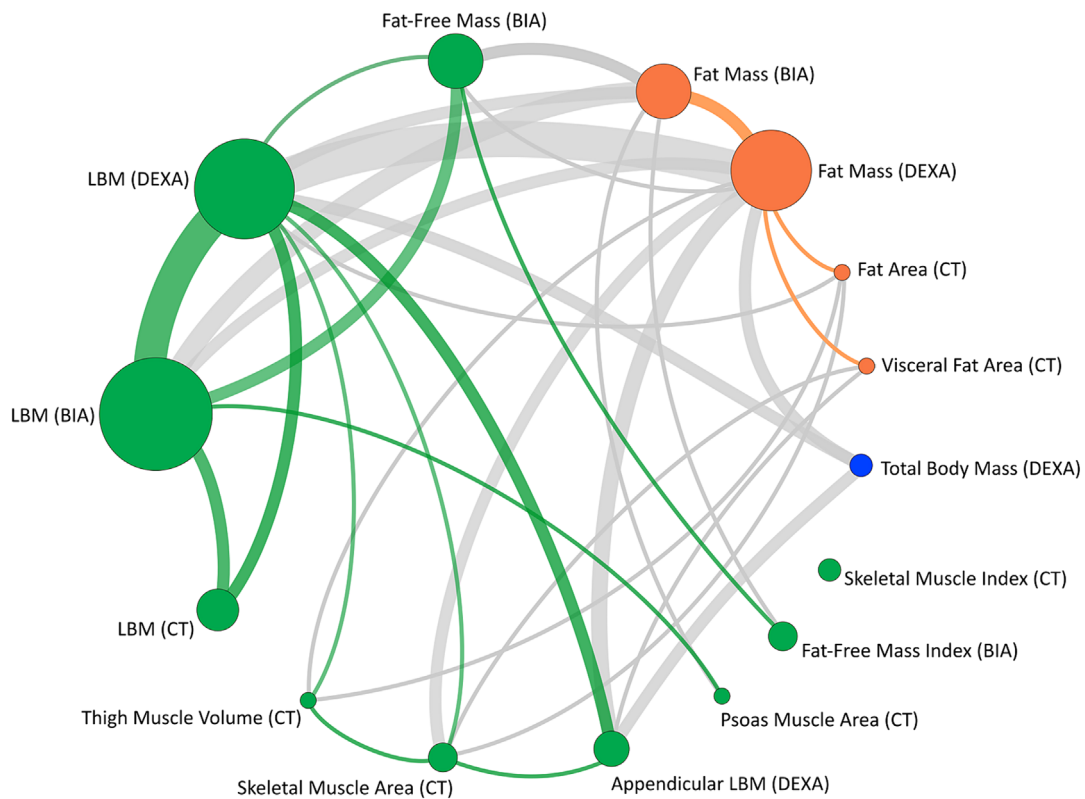 Fat-Free Mass (BIA)
Fat Mass (BIA)
LBM (DEXA)
Fat Mass (DEXA)
Fat Area (CT)
Visceral Fat Area (CT)
LBM (BIA)
Total Body Mass (DEXA)
Skeletal Muscle Index (CT)
LBM (CT)
Fat-Free Mass Index (BIA)
Thigh Muscle Volume (CT)
Psoas Muscle Area (CT)
Skeletal Muscle Area (CT)
Appendicular LBM (DEXA)